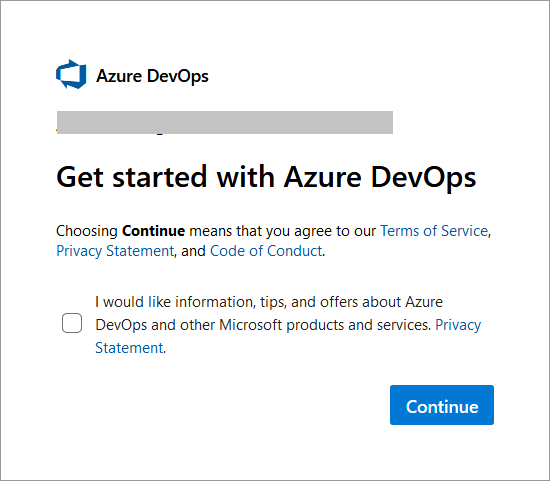 Azure DevOps
Get started with Azure DevOps
Choosing Continue means that you agree to our Terms of Service,
Privacy Statement, and Code of Conduct.
I would like information, tips, and offers about Azure
DevOps and other Microsoft products and services. Privacy
Statement.
Continue